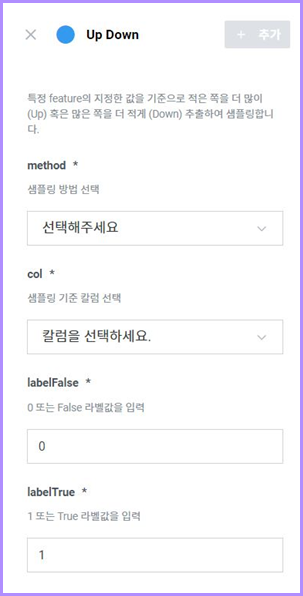 Up Down
+ 추가
특정 feature의 지정한 값을 기준으로 적은 쪽을 더 많이
(Up) 혹은 많은 쪽을 더 적게 (Down) 추출하여 샘플링합니
다.
method *
샘플링 방법 선택
선택해주세요
col *
샘플링 기준 칼럼 선택
칼럼을 선택하세요.
labelFalse *
0 또는 False 라벨값을 입력
0
labelTrue *
1 또는 True 라벨값을 입력
1